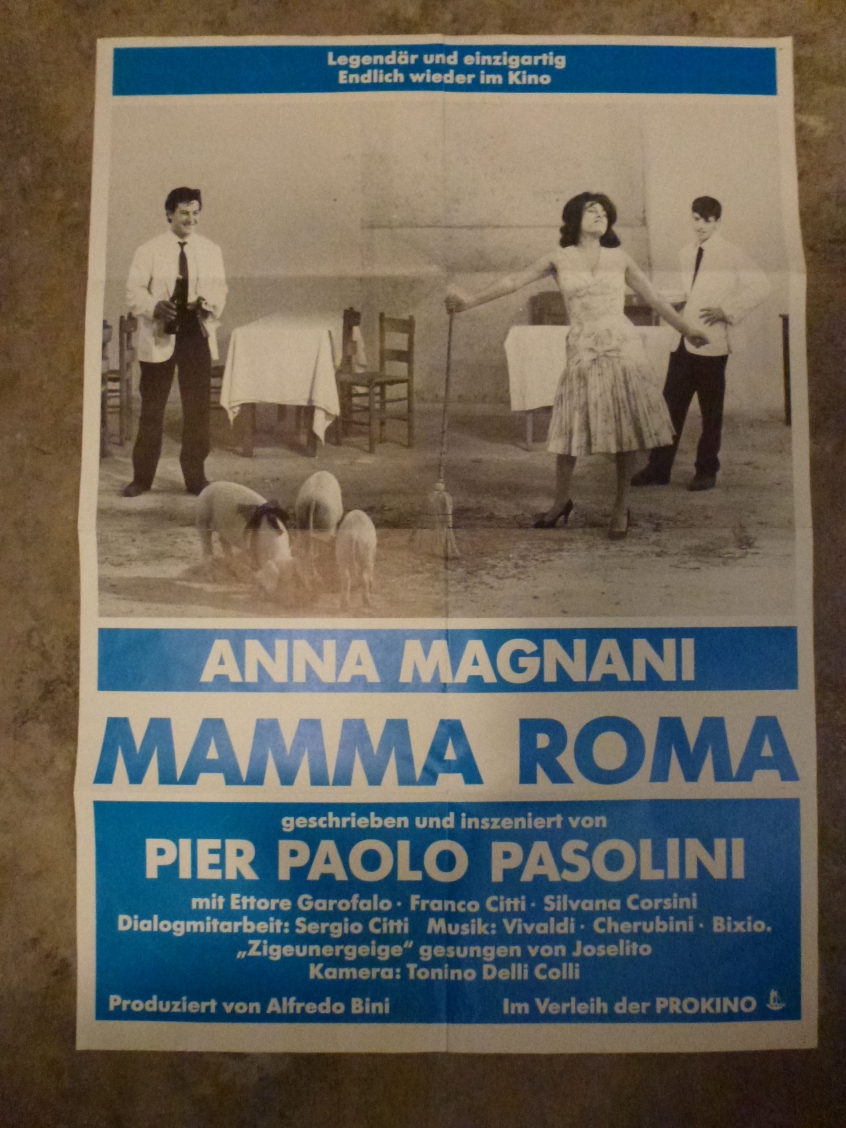 Legendär und einzigartig
Endlich wieder im Kino
ANNA MAGNANI
MAMMA ROMA
geschrieben und inszeniert von
PIER PAOLO PASOLINI
mit Ettore Garofalo · Franco Citti · Silvana Corsini
Dialogmitarbeit: Sergio Citti Musik: Vivaldi · Cherubini · Bixio.
„Zigeunergeige“ gesungen von Joselito
Kamera: Tonino Delli Colli
Produziert von Alfredo Bini Im Verleih der PROKINO